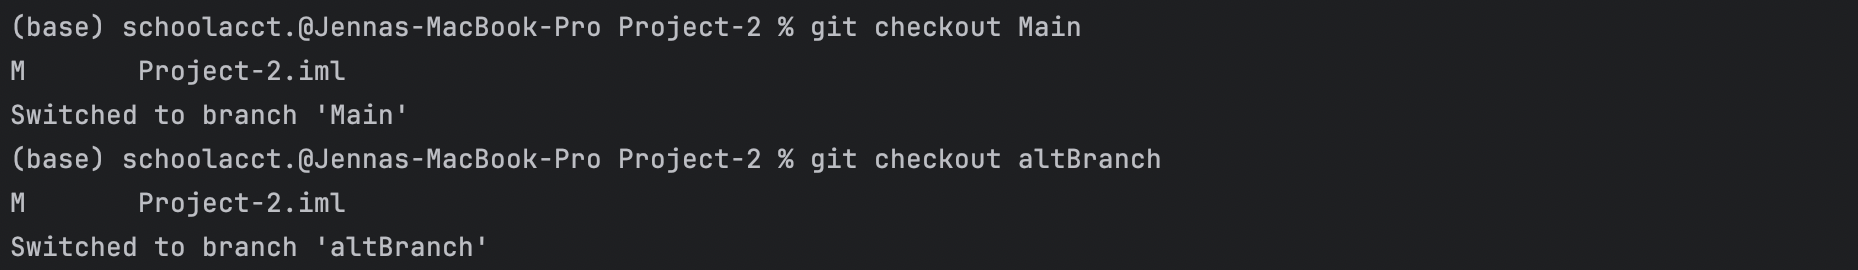 (base) schoolacct.@Jennas-MacBook-Pro Project-2 % git checkout Main
M       Project-2.iml
Switched to branch 'Main'
(base) schoolacct.@Jennas-MacBook-Pro Project-2 % git checkout altBranch
M       Project-2.iml
Switched to branch 'altBranch'